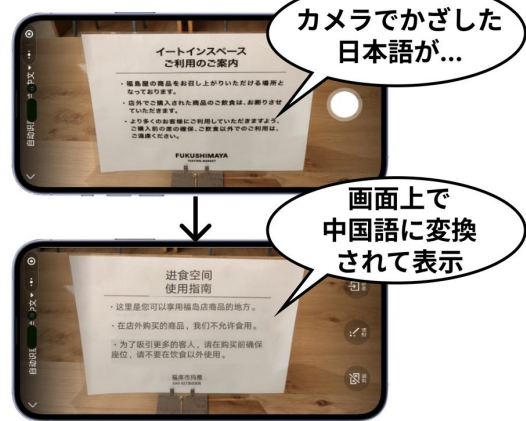 カメラでかざした
日本語が...
イートインスペース
ご利用のご案内
・福島屋の商品をお召し上がりいただける場所と
なっております。
・店外でご購入された商品のご飲食は、お断りさせ
ていただきます。
・より多くのお客様にご利用していただきますよう、
ご購入前の席の確保、ご飲食以外でのご利用は、
ご遠慮ください。
FUKUSHIMAYA
中文
自动识别
画面上で
中国語に変換
されて表示
进食空间
使用指南
・这里是您可以享用福岛店商品的地方。
・在店外购买的商品，我们不允许食用。
・为了吸引更多的客人，请在购买前确保
座位，请不要在饮食以外使用。
中文
自动识别